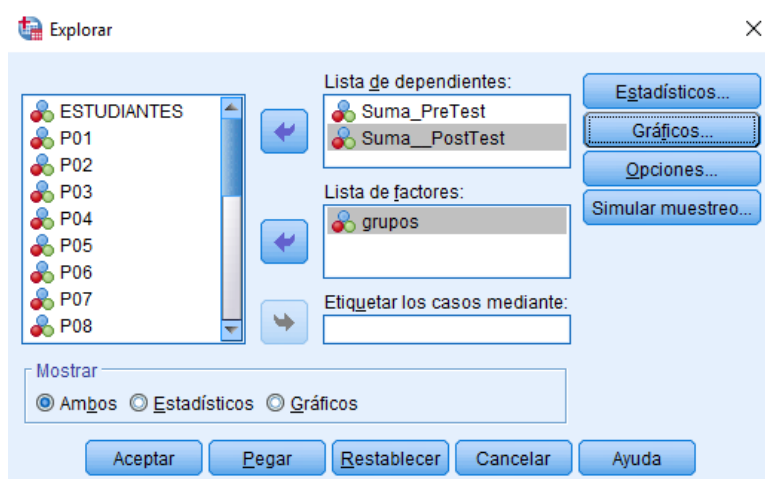 Explorar
ESTUDIANTES
P01
P02
P03
P04
P05
P06
P07
P08
Lista de dependientes:
Suma_PreTest
Suma__PostTest
Lista de factores:
grupos
Etiquetar los casos mediante:
Estadísticos...
Gráficos...
Opciones...
Simular muestreo...
Mostrar
Ambos Estadísticos Gráficos
Aceptar Pegar Restablecer Cancelar Ayuda